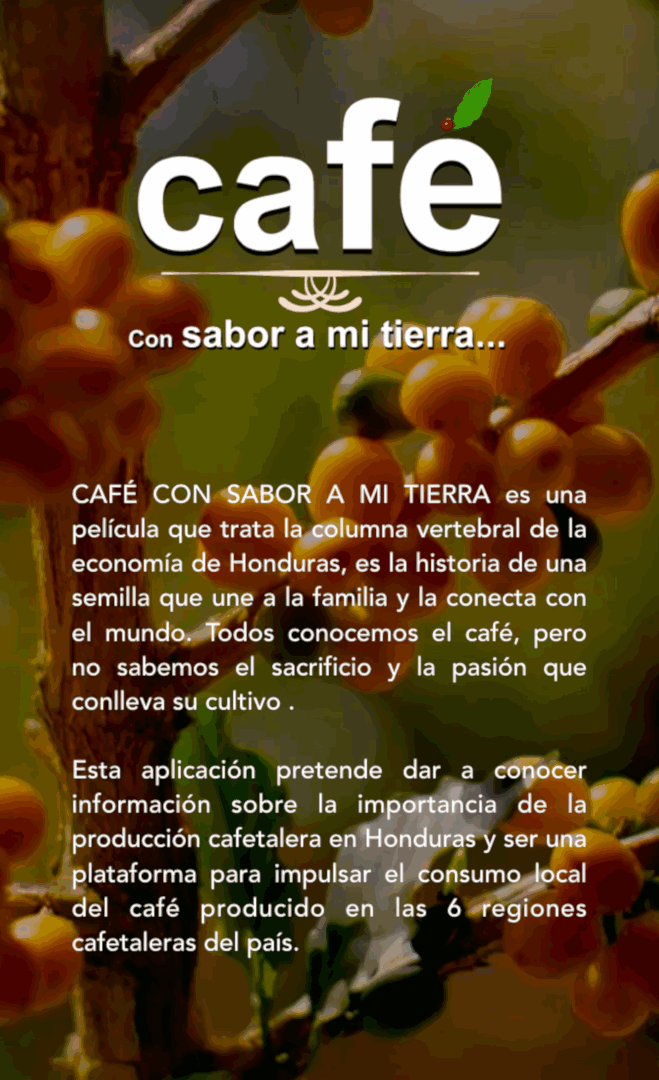 café
Con sabor a mi tierra...
CAFÉ CON SABOR A MI TIERRA es una
película que trata la columna vertebral de la
economía de Honduras, es la historia de una
semilla que une a la familia y la conecta con
el mundo. Todos conocemos el café, pero
no sabemos el sacrificio y la pasión que
conlleva su cultivo .
Esta aplicación pretende dar a conocer
información sobre la importancia de la
producción cafetalera en Honduras y ser una
plataforma para impulsar el consumo local
del café producido en las 6 regiones
cafetaleras del país.